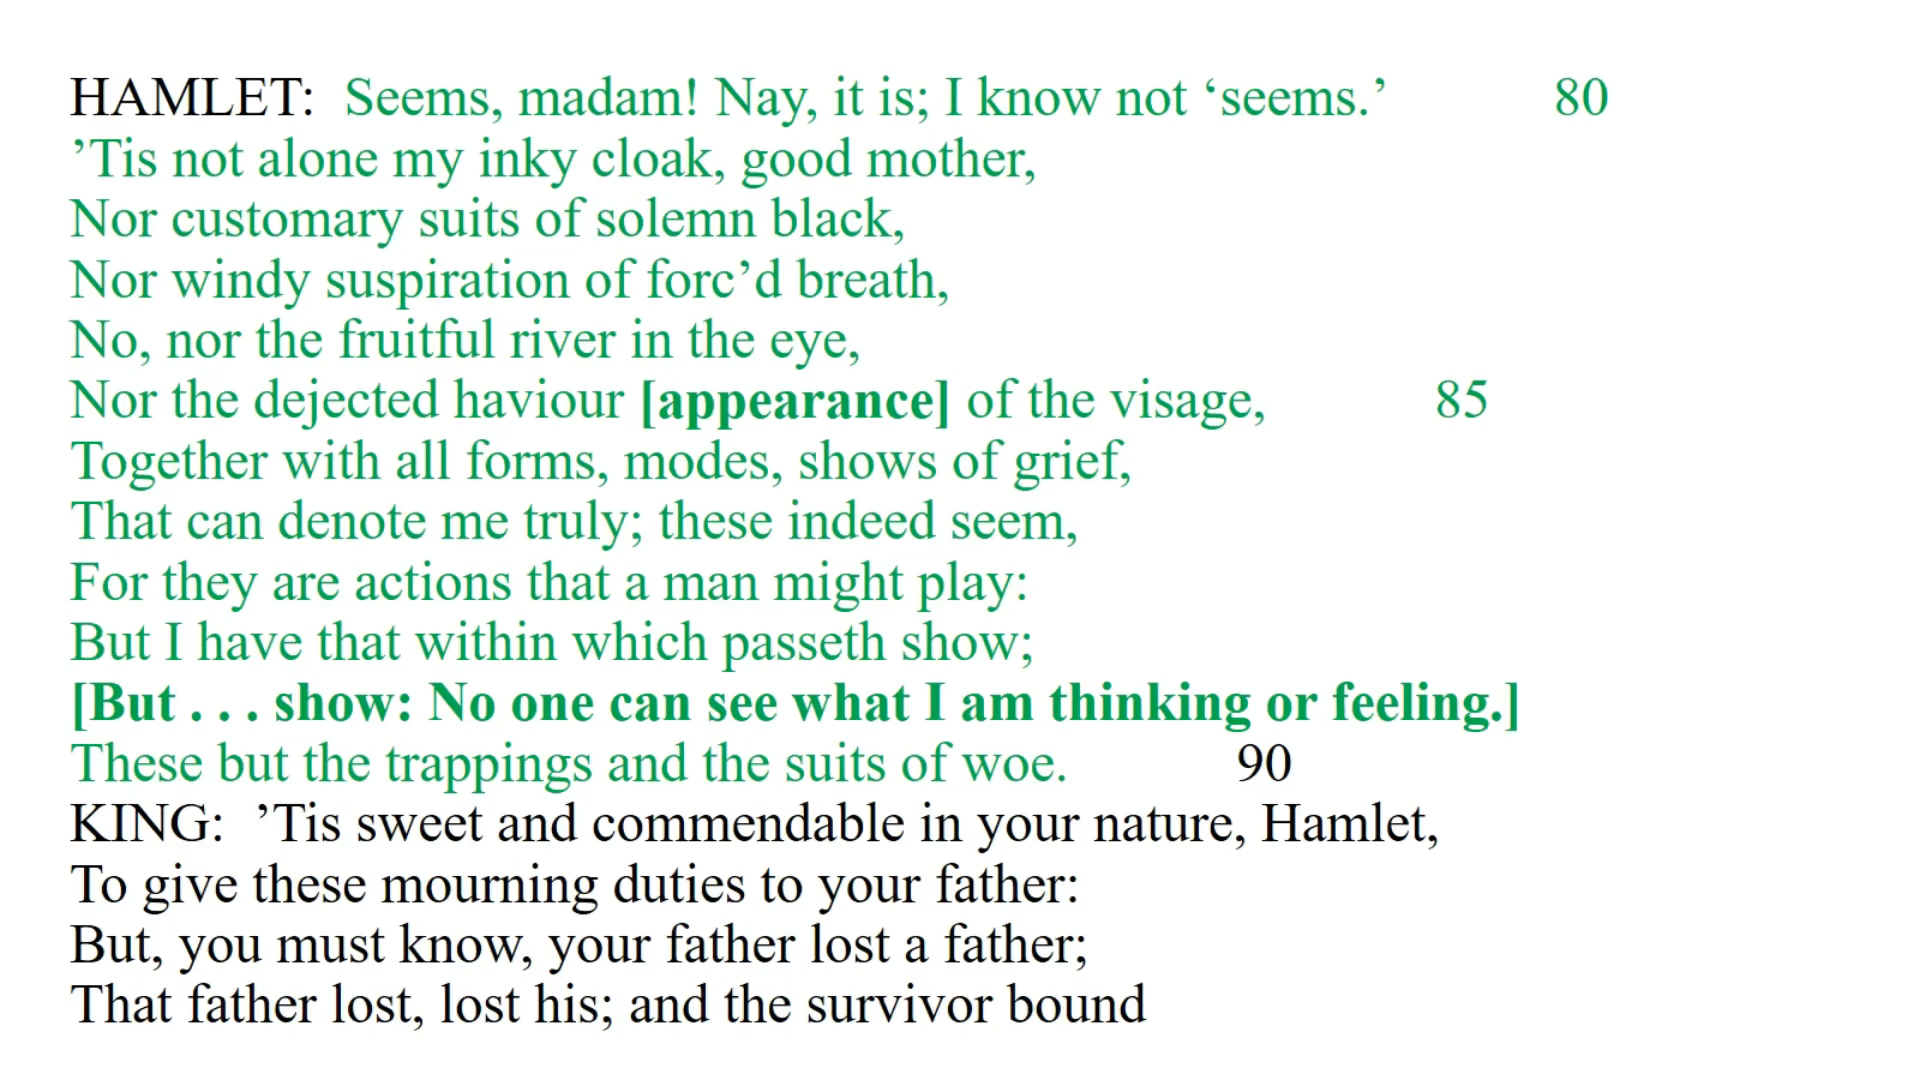 HAMLET:  Seems, madam! Nay, it is; I know not ‘seems.’ 80
’Tis not alone my inky cloak, good mother,
Nor customary suits of solemn black,
Nor windy suspiration of forc’d breath,
No, nor the fruitful river in the eye,
Nor the dejected haviour [appearance] of the visage, 85
Together with all forms, modes, shows of grief,
That can denote me truly; these indeed seem,
For they are actions that a man might play:
But I have that within which passeth show;
[But . . . show: No one can see what I am thinking or feeling.]
These but the trappings and the suits of woe. 90
KING:  ’Tis sweet and commendable in your nature, Hamlet,
To give these mourning duties to your father:
But, you must know, your father lost a father;
That father lost, lost his; and the survivor bound